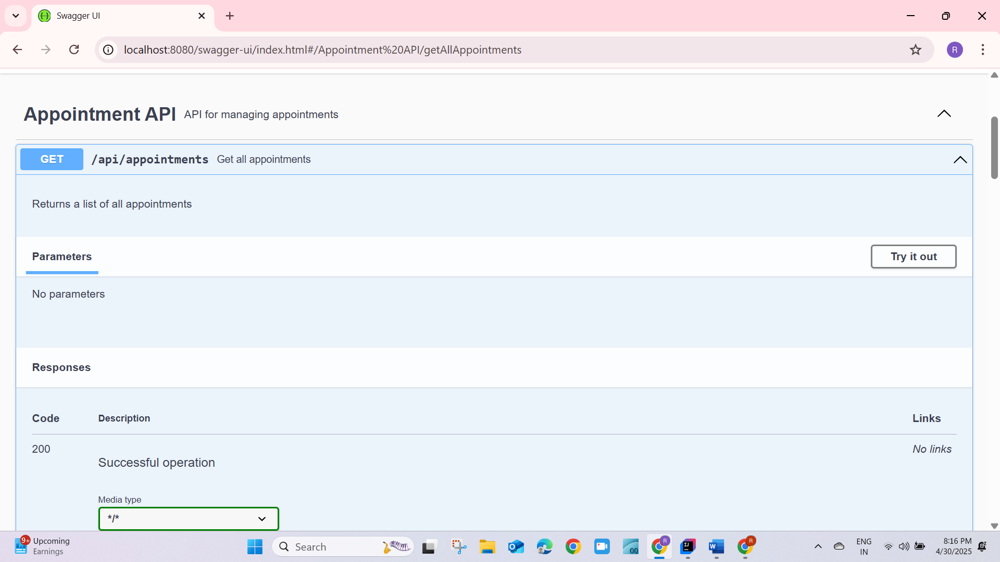 Swagger UI
localhost:8080/swagger-ui/index.html#/Appointment%20API/getAllAppointments
R
Appointment API API for managing appointments
GET /api/appointments Get all appointments
Returns a list of all appointments
Parameters
Try it out
No parameters
Responses
Code Description Links
200 No links
Successful operation
Media type
*/*
9+ Upcoming
Earnings
Search
ENG
IN
8:16 PM
4/30/2025